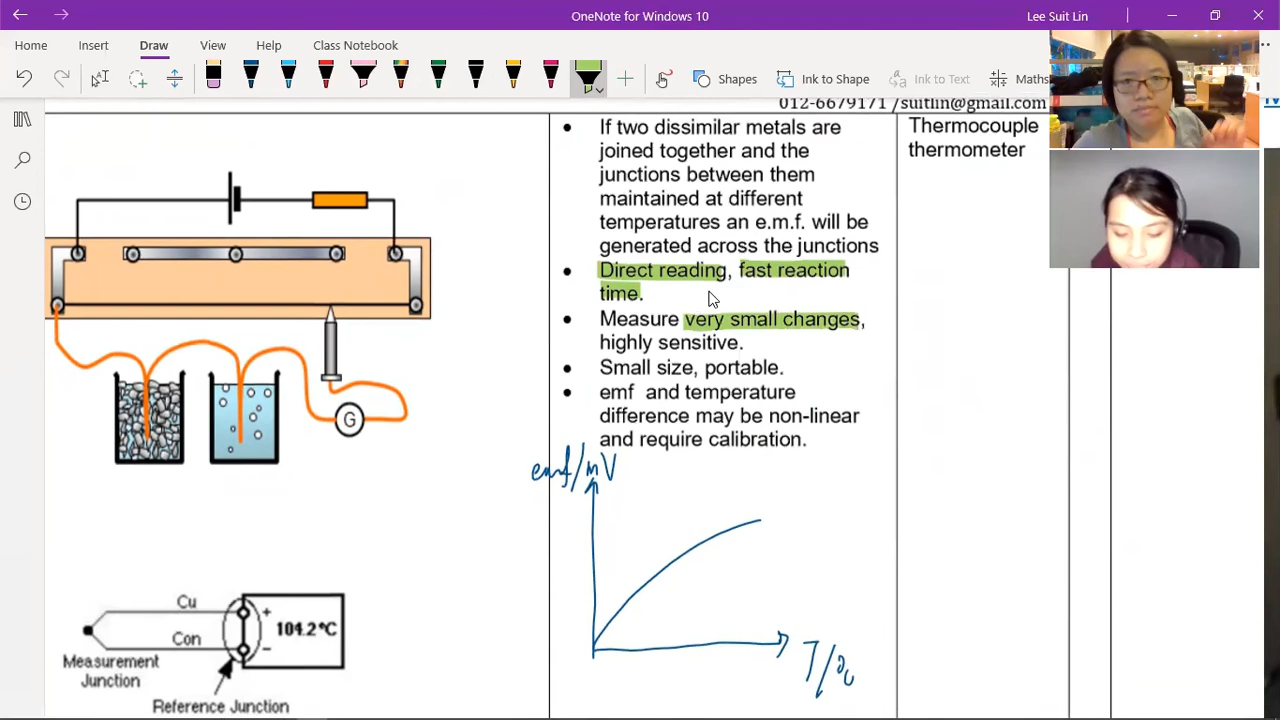 OneNote for Windows 10
Lee Suit Lin
Home
Insert
Draw
View
Help
Class Notebook
Shapes
Ink to Shape
Ink to Text
Maths
012-6679171 /suitlin@gmail.com
If two dissimilar metals are
joined together and the
junctions between them
maintained at different
temperatures an e.m.f. will be
generated across the junctions
Direct reading, fast reaction
time.
Measure very small changes,
highly sensitive.
Small size, portable.
emf and temperature
difference may be non-linear
and require calibration.
Thermocouple
thermometer
G
emf/mV
T/°C
Cu
+
104.2°C
Con
-
Measurement
Junction
Reference Junction